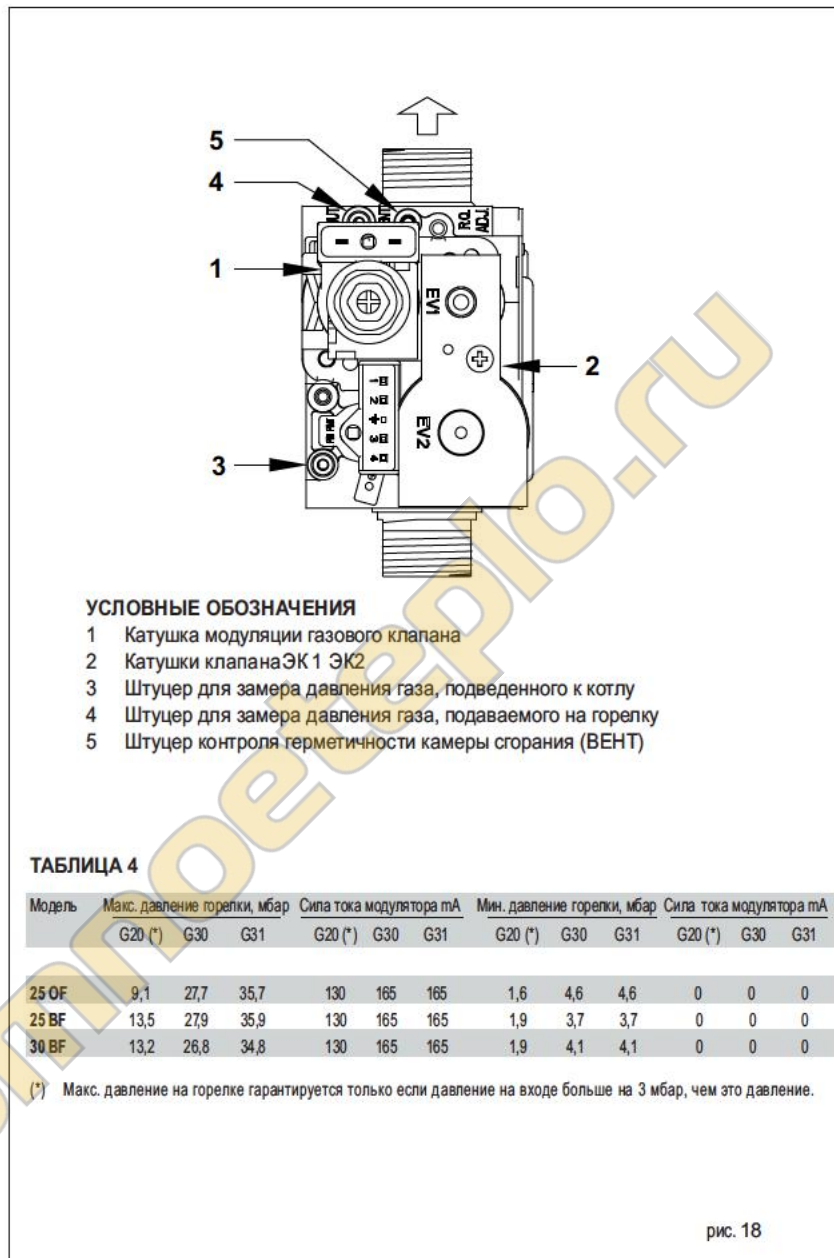 5
4
1
2
3
OUT
R.Q.
ADJ.
EV1
EV2
1
2
3
4
УСЛОВНЫЕ ОБОЗНАЧЕНИЯ
1 Катушка модуляции газового клапана
2 Катушки клапанаЭК 1 ЭК2
3 Штуцер для замера давления газа, подведенного к котлу
4 Штуцер для замера давления газа, подаваемого на горелку
5 Штуцер контроля герметичности камеры сгорания (ВЕНТ)
ТАБЛИЦА 4
Модель Макс. давление горелки, мбар Сила тока модулятора mA Мин. давление горелки, мбар Сила тока модулятора mA
G20 (*) G30 G31 G20 (*) G30 G31 G20 (*) G30 G31 G20 (*) G30 G31
25 OF 9,1 27,7 35,7 130 165 165 1,6 4,6 4,6 0 0 0
25 BF 13,5 27,9 35,9 130 165 165 1,9 3,7 3,7 0 0 0
30 BF 13,2 26,8 34,8 130 165 165 1,9 4,1 4,1 0 0 0
(*) Макс. давление на горелке гарантируется только если давление на входе больше на 3 мбар, чем это давление.
рис. 18
omnoeteplo.ru